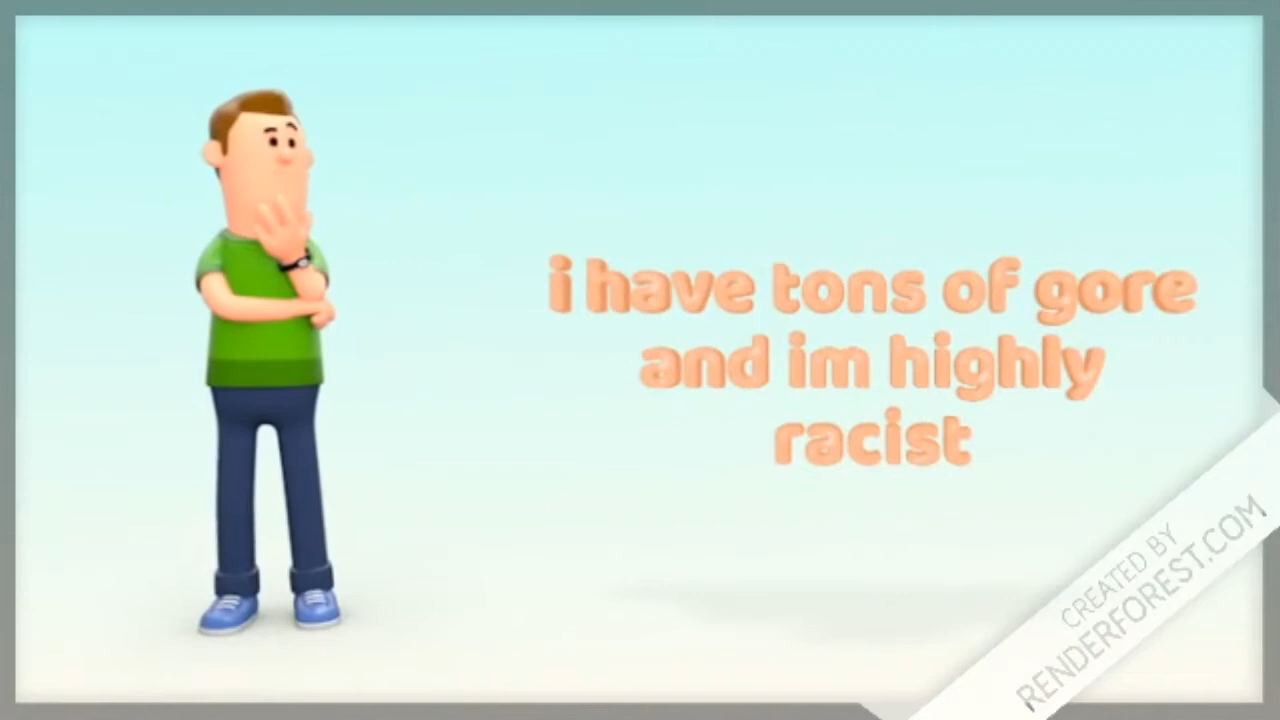 i have tons of gore
and im highly
racist
CREATED BY
RENDERFOREST.COM